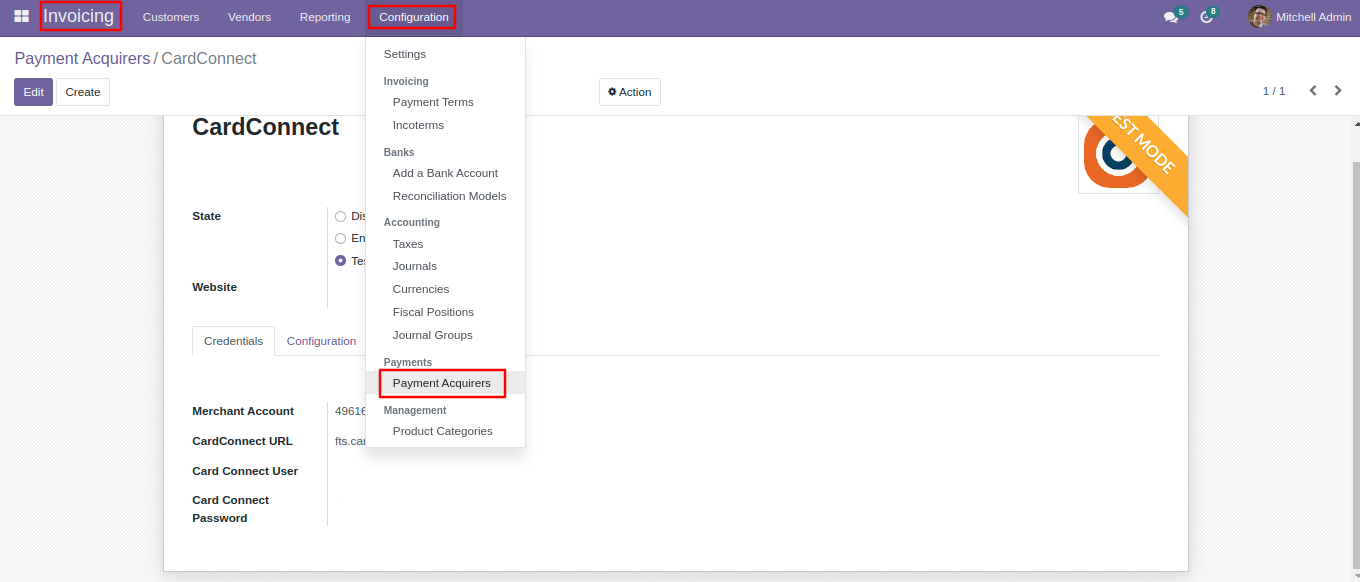 Invoicing Customers Vendors Reporting Configuration 5 8 Mitchell Admin
Payment Acquirers / CardConnect
Edit Create Action 1 / 1
Settings
Invoicing
Payment Terms
Incoterms
Banks
Add a Bank Account
Reconciliation Models
Accounting
Taxes
Journals
Currencies
Fiscal Positions
Journal Groups
Payments
Payment Acquirers
Management
Product Categories
CardConnect
EST MODE
State
Dis
En
Tes
Website
Credentials Configuration
Merchant Account 49616
CardConnect URL fts.car
Card Connect User
Card Connect
Password